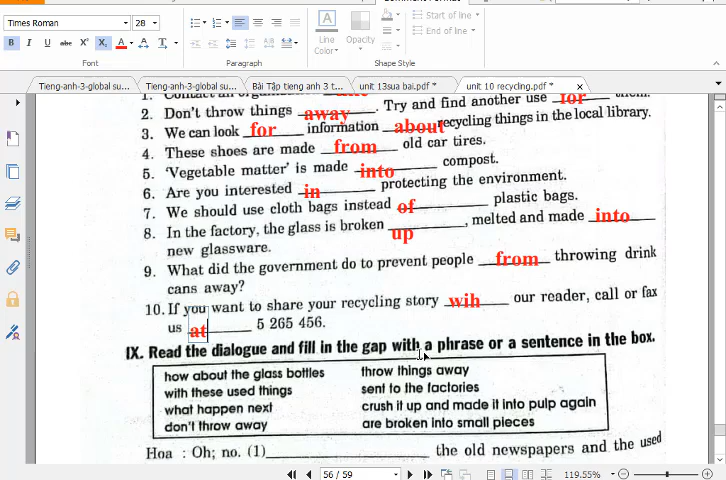 Comment Format
Times Roman 28
B I U abc X² X₂ A T
Font
Paragraph
Line Color
Opacity
Start of line
End of line
Shape Style
Tieng-anh-3-global su... Tieng-anh-3-global su... Bài Tập tieng anh 3 t... unit 13sua bai.pdf * unit 10 recycling.pdf *
1.
2. Don't throw things away. Try and find another use for them.
3. We can look for information about recycling things in the local library.
4. These shoes are made from old car tires.
5. 'Vegetable matter' is made into compost.
6. Are you interested in protecting the environment.
7. We should use cloth bags instead of plastic bags.
8. In the factory, the glass is broken up, melted and made into
new glassware.
9. What did the government do to prevent people from throwing drink
cans away?
10. If you want to share your recycling story wih our reader, call or fax
us at 5 265 456.
IX. Read the dialogue and fill in the gap with a phrase or a sentence in the box.
how about the glass bottles throw things away
with these used things sent to the factories
what happen next crush it up and made it into pulp again
don't throw away are broken into small pieces
Hoa : Oh; no. (1)____ the old newspapers and the used
56 / 59 119.55%